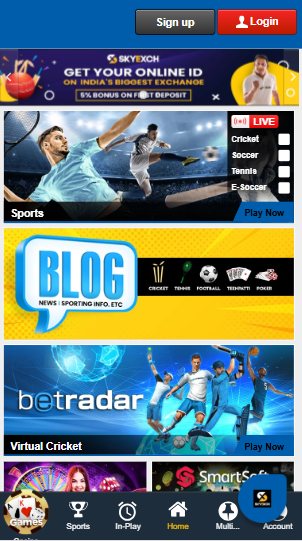 Sign up
Login
SKYEXCH
GET YOUR ONLINE ID
ON INDIA'S BIGGEST EXCHANGE
5% BONUS ON FIRST DEPOSIT
LIVE
Cricket
Soccer
Tennis
E-Soccer
Sports
Play Now
BLOG
NEWS | SPORTING INFO. ETC
CRICKET
TENNIS
FOOTBALL
TEENPATTI
POKER
betradar
Virtual Cricket
Play Now
SmartSoft
Games
Sports
In-Play
Home
Multi...
Account
SKYEXCH